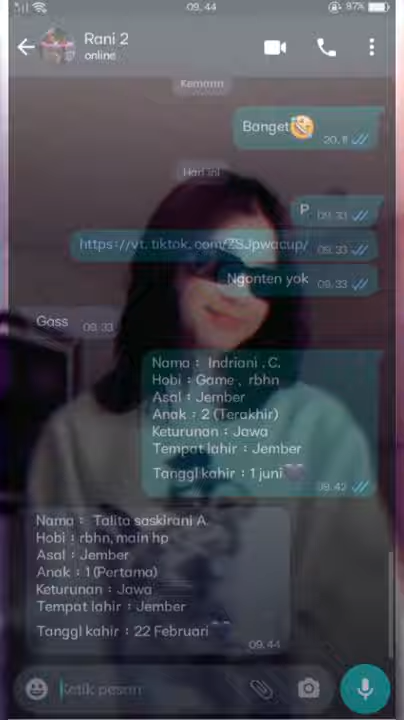 09.44
87%
Rani 2
online
Kemarin
Banget
20.11
Hari ini
P 09.33
https://vt.tiktok.com/ZSJpwacup/ 09.33
Ngonten yok 09.33
Gass 09.33
Nama : Indriani . C.
Hobi : Game , rbhn
Asal : Jember
Anak : 2 (Terakhir)
Keturunan : Jawa
Tempat lahir : Jember
Tanggl kahir : 1 juni
09.42
Nama : Talita saskirani A.
Hobi : rbhn, main hp
Asal : Jember
Anak : 1 (Pertama)
Keturunan : Jawa
Tempat lahir : Jember
Tanggl kahir : 22 Februari
09.44
Ketik pesan